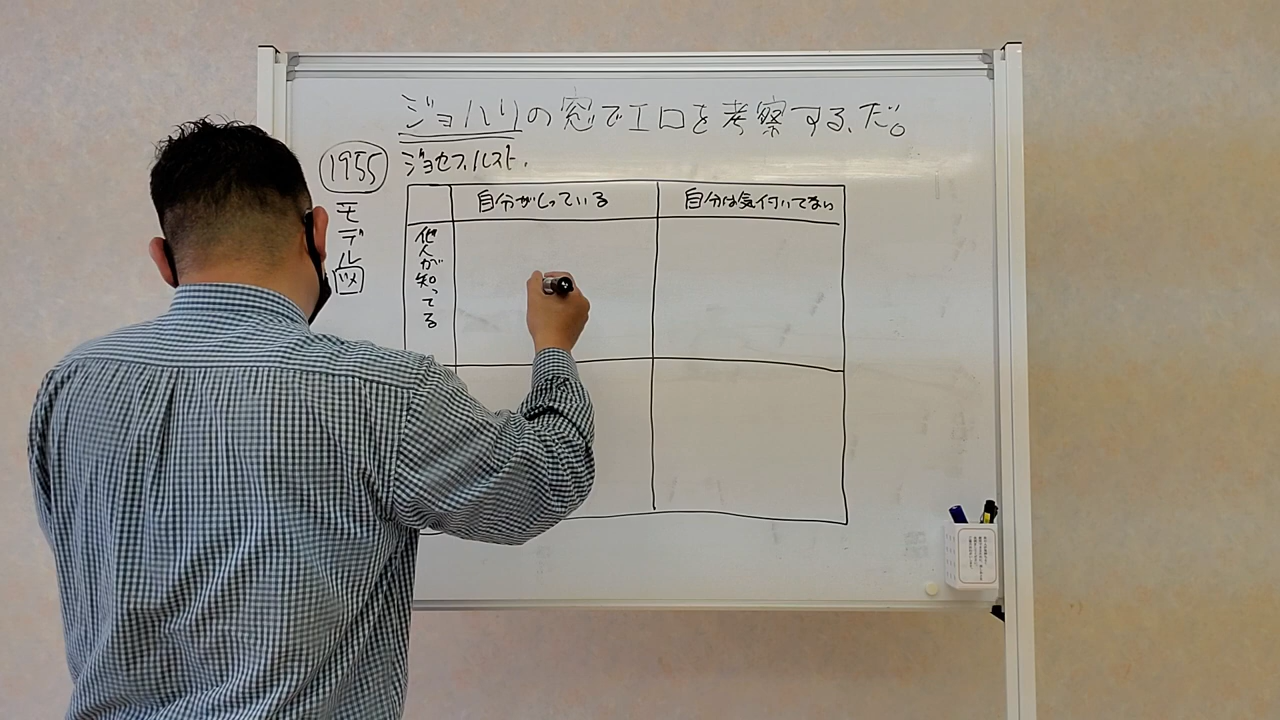 ジョハリの窓でエロを考察する、だ。
1955
ジョセフ.ルスト.
モデル図
自分がしっている
自分は気付いてない
他人が知ってる